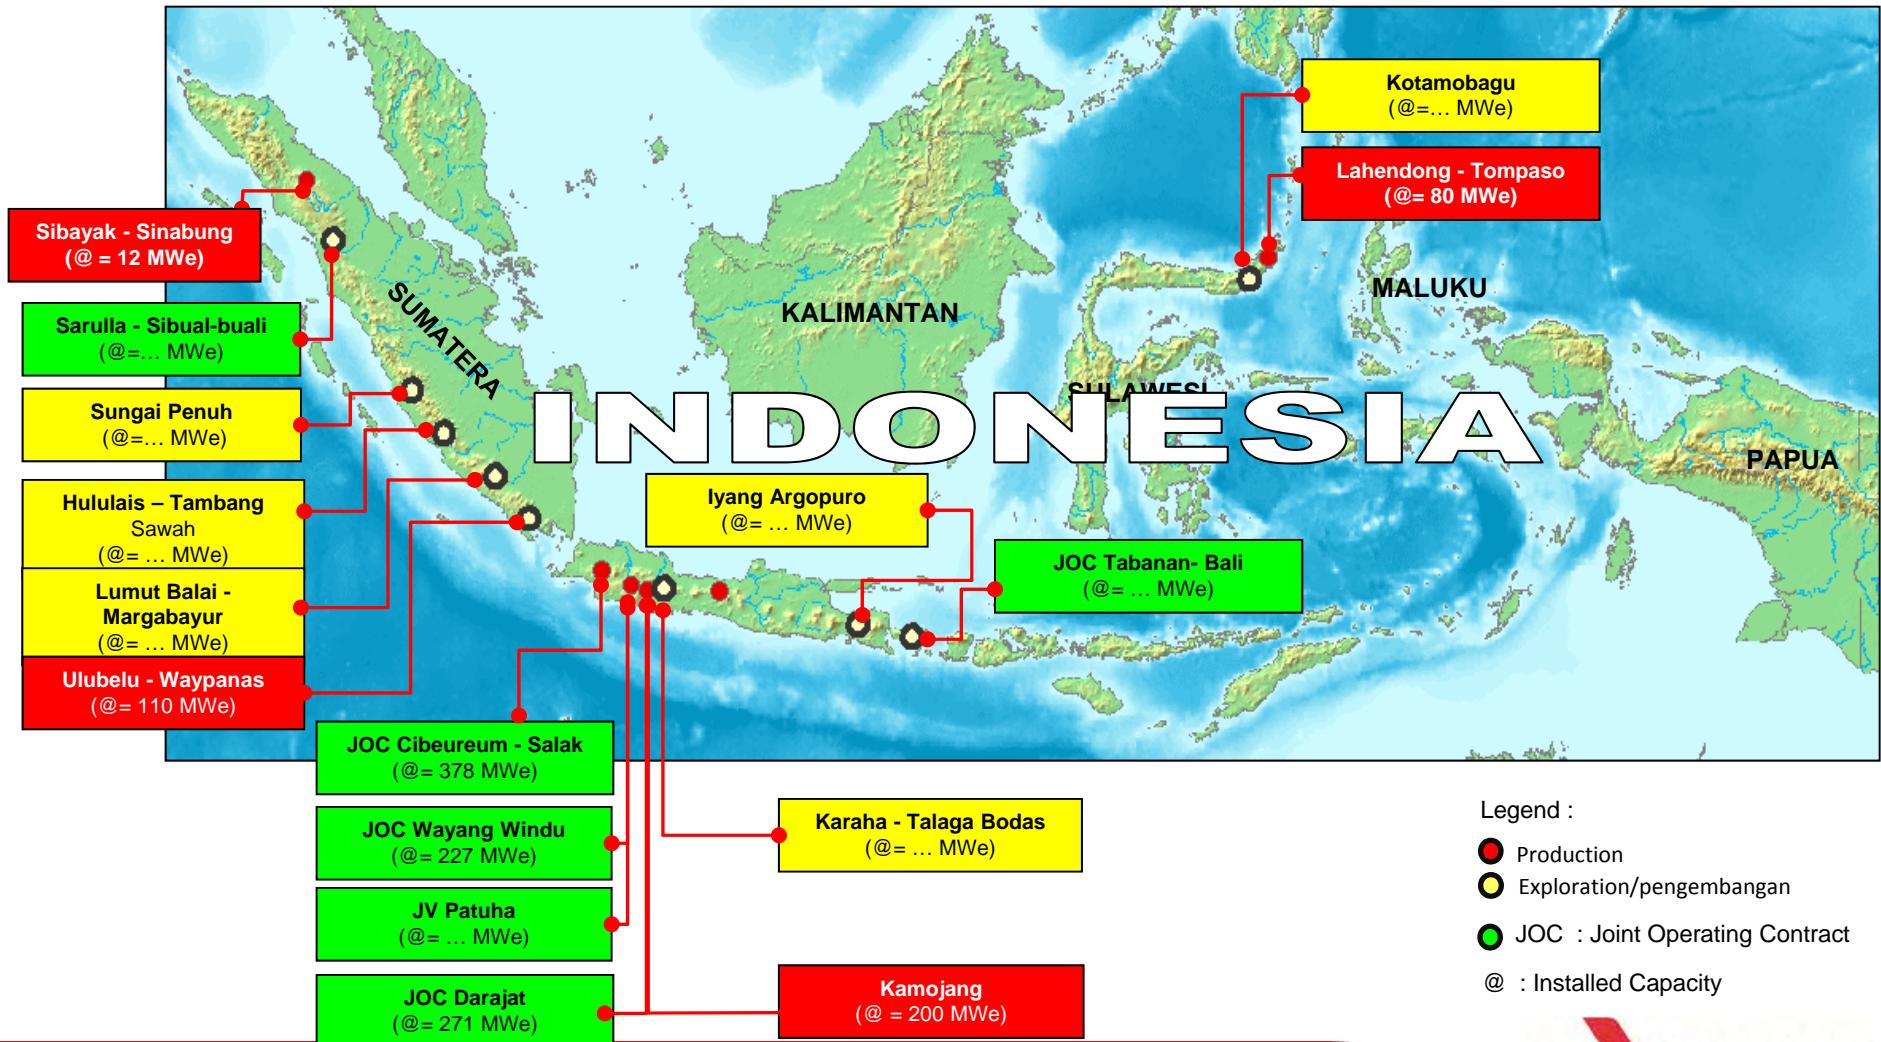 Kotamobagu
(@=... MWe)
Lahendong - Tompaso
(@= 80 MWe)
Sibayak - Sinabung
(@ = 12 MWe)
Sarulla - Sibual-buali
(@=... MWe)
Sungai Penuh
(@=... MWe)
Hululais – Tambang
Sawah
(@= ... MWe)
Lumut Balai -
Margabayur
(@= ... MWe)
Ulubelu - Waypanas
(@= 110 MWe)
SUMATERA
KALIMANTAN
SULAWESI
MALUKU
PAPUA
INDONESIA
Iyang Argopuro
(@= ... MWe)
JOC Tabanan- Bali
(@= ... MWe)
JOC Cibeureum - Salak
(@= 378 MWe)
JOC Wayang Windu
(@= 227 MWe)
JV Patuha
(@= ... MWe)
JOC Darajat
(@= 271 MWe)
Karaha - Talaga Bodas
(@= ... MWe)
Kamojang
(@ = 200 MWe)
Legend :
Production
Exploration/pengembangan
JOC : Joint Operating Contract
@ : Installed Capacity